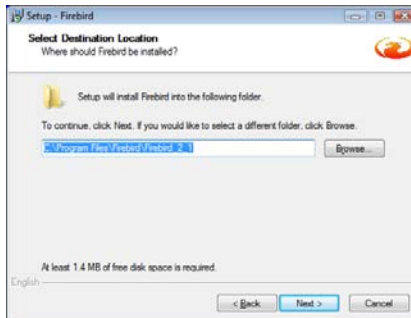 Setup - Firebird
Select Destination Location
Where should Firebird be installed?
Setup will install Firebird into the following folder.
To continue, click Next. If you would like to select a different folder, click Browse.
C:\Program Files\Firebird\Firebird_2_1
Browse...
At least 1.4 MB of free disk space is required.
English
< Back
Next >
Cancel